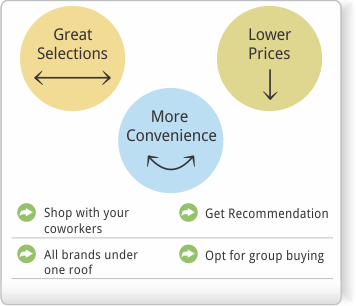 Great
Selections
Lower
Prices
More
Convenience
Shop with your
coworkers
Get Recommendation
All brands under
one roof
Opt for group buying